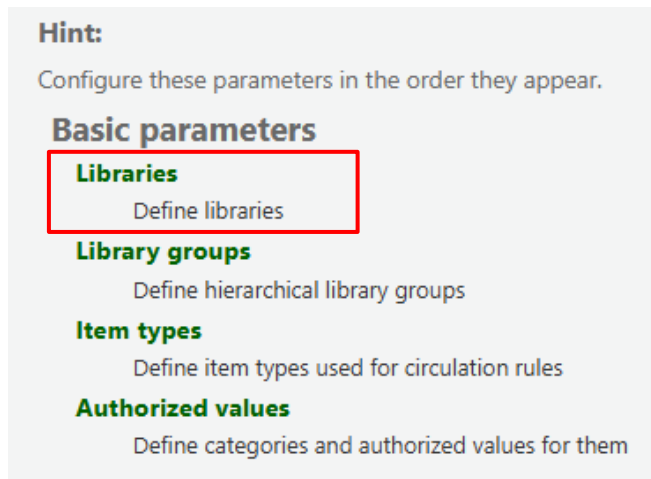 Hint:
Configure these parameters in the order they appear.
Basic parameters
Libraries
Define libraries
Library groups
Define hierarchical library groups
Item types
Define item types used for circulation rules
Authorized values
Define categories and authorized values for them